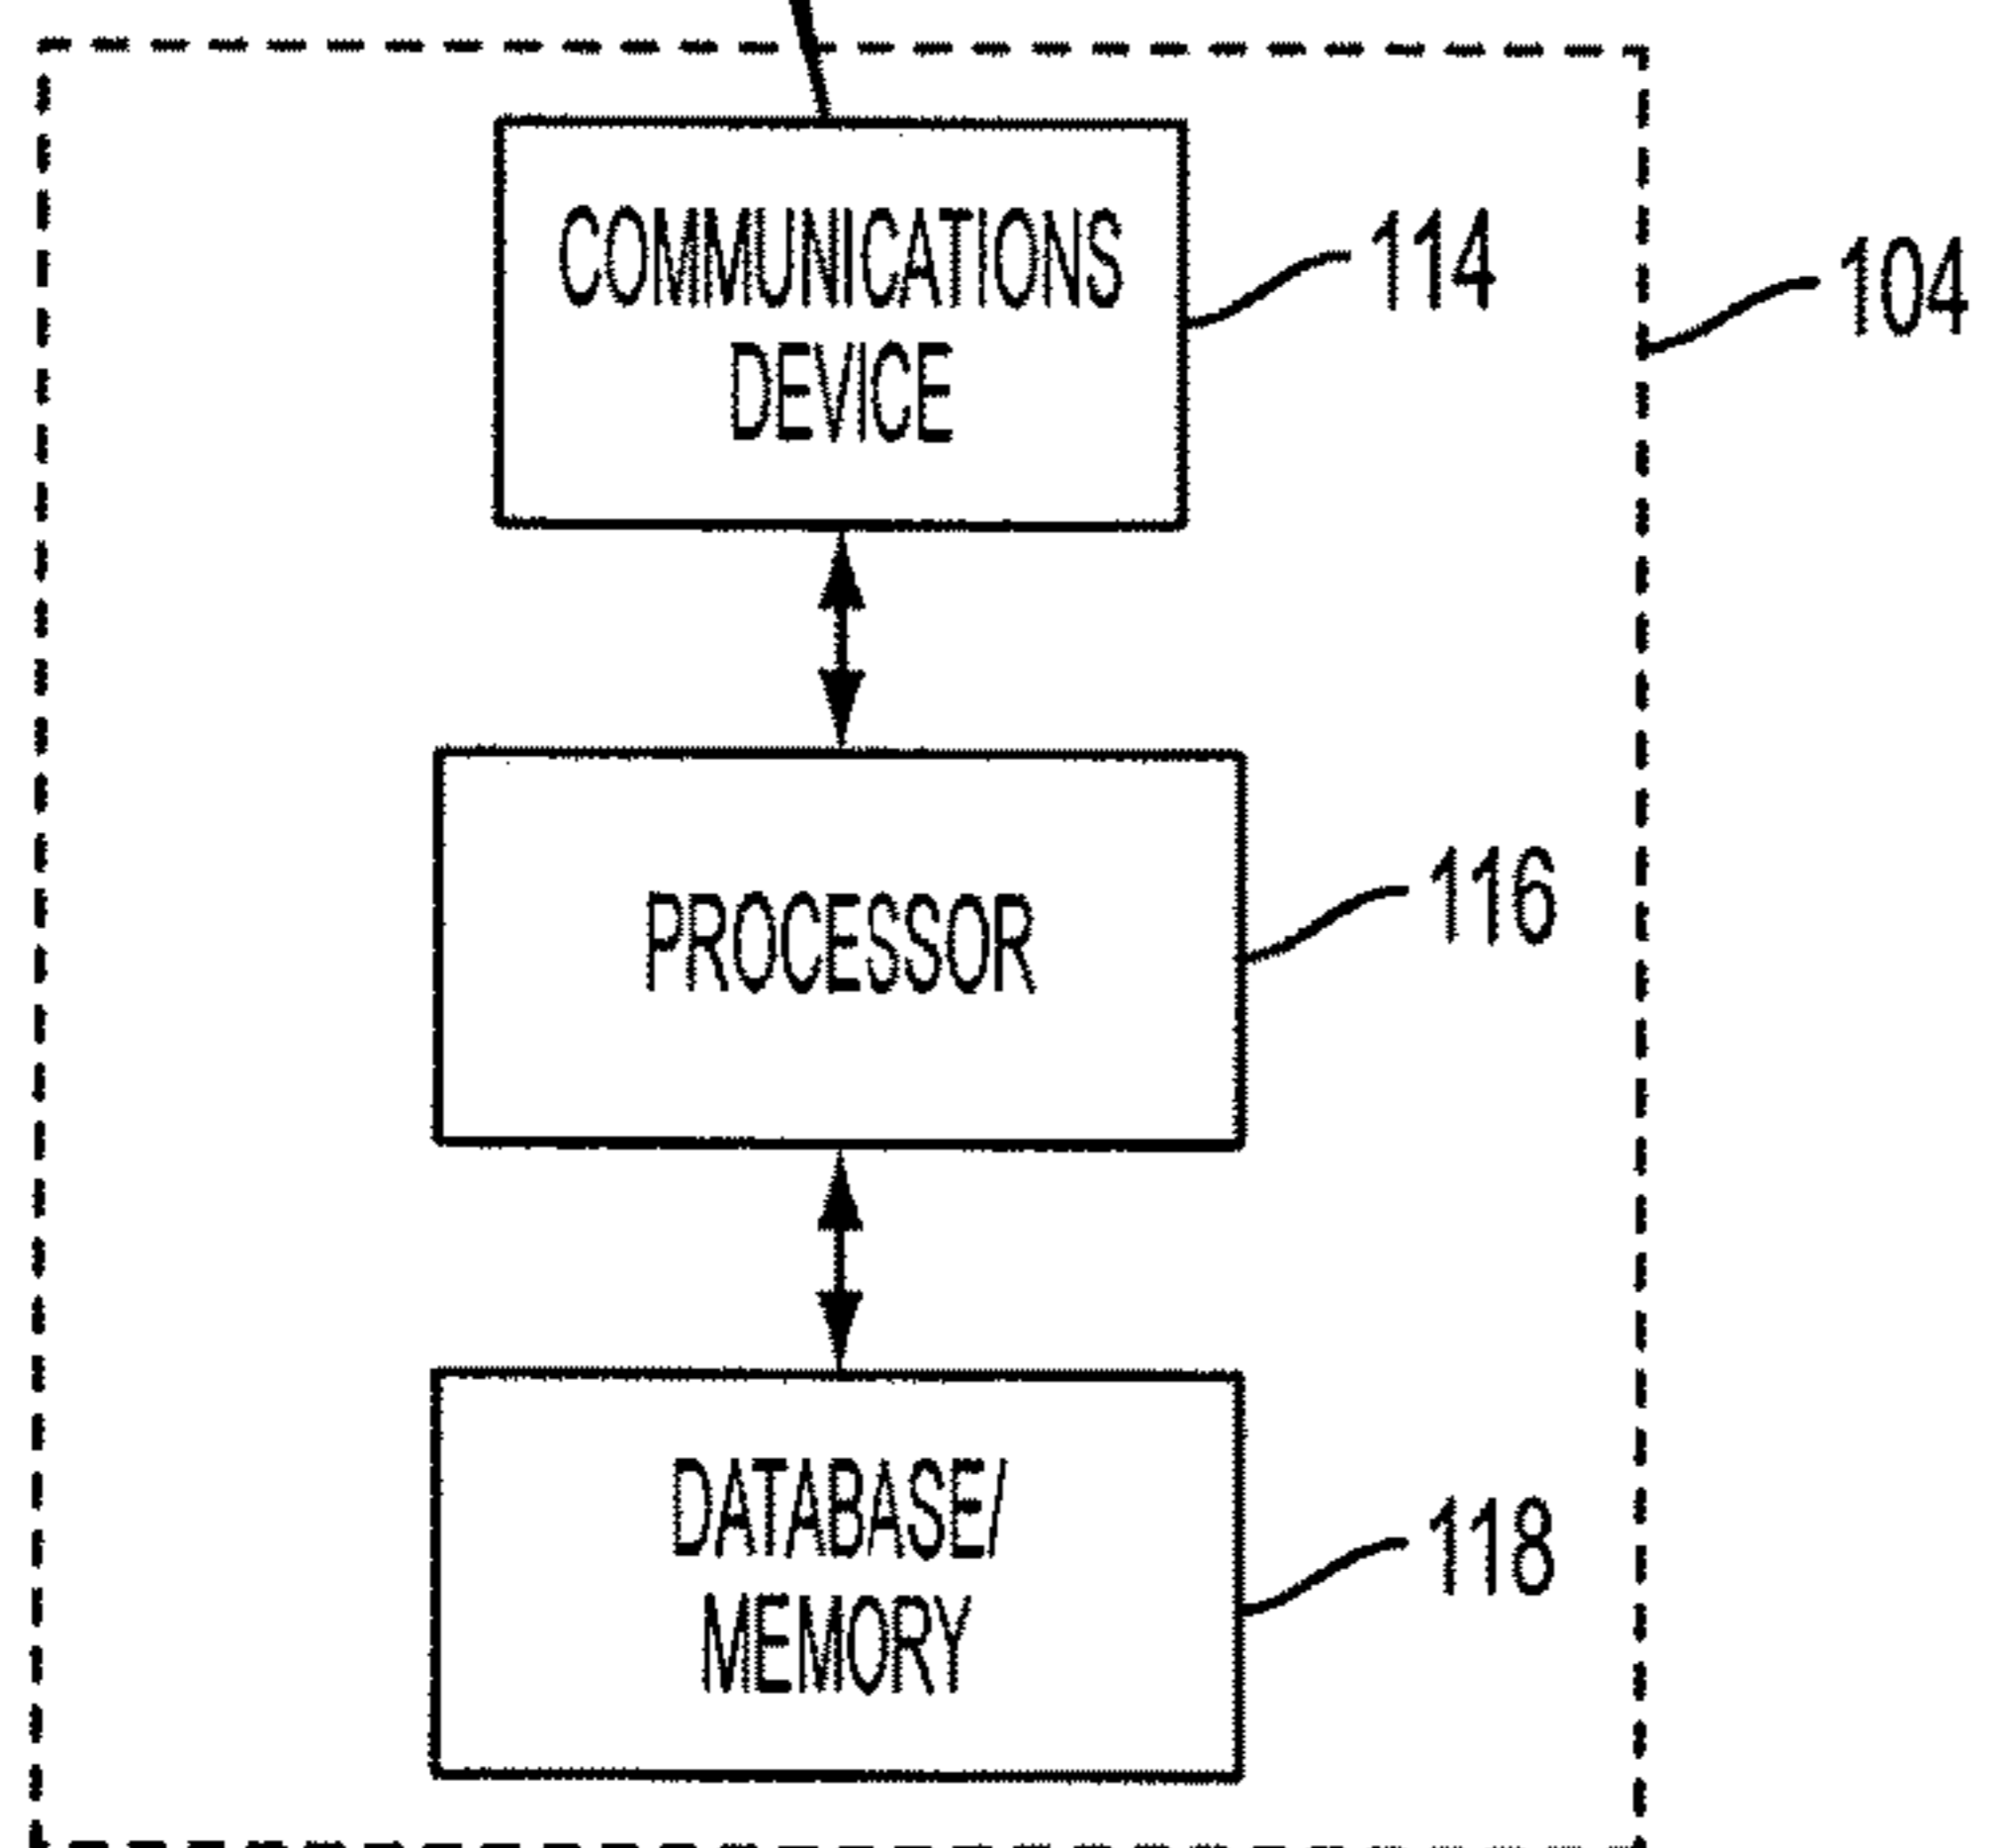 COMMUNICATIONS
DEVICE
114
104
PROCESSOR
116
DATABASE/
MEMORY
118